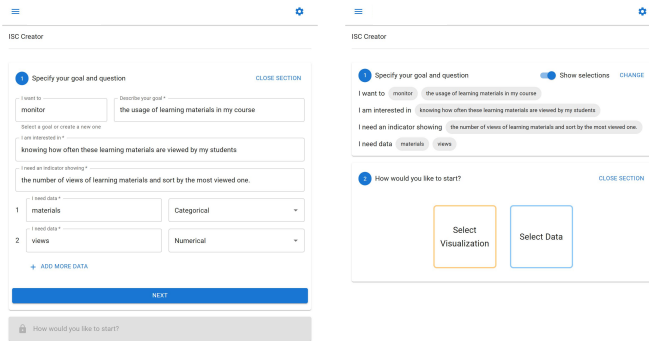 ISC Creator
1 Specify your goal and question CLOSE SECTION
I want to *
monitor
Select a goal or create a new one
Describe your goal *
the usage of learning materials in my course
I am interested in *
knowing how often these learning materials are viewed by my students
I need an indicator showing *
the number of views of learning materials and sort by the most viewed one.
1
I need data *
materials
Categorical
2
I need data *
views
Numerical
+ ADD MORE DATA
NEXT
How would you like to start?
ISC Creator
1 Specify your goal and question Show selections CHANGE
I want to monitor the usage of learning materials in my course
I am interested in knowing how often these learning materials are viewed by my students
I need an indicator showing the number of views of learning materials and sort by the most viewed one.
I need data materials views
2 How would you like to start? CLOSE SECTION
Select
Visualization
Select Data